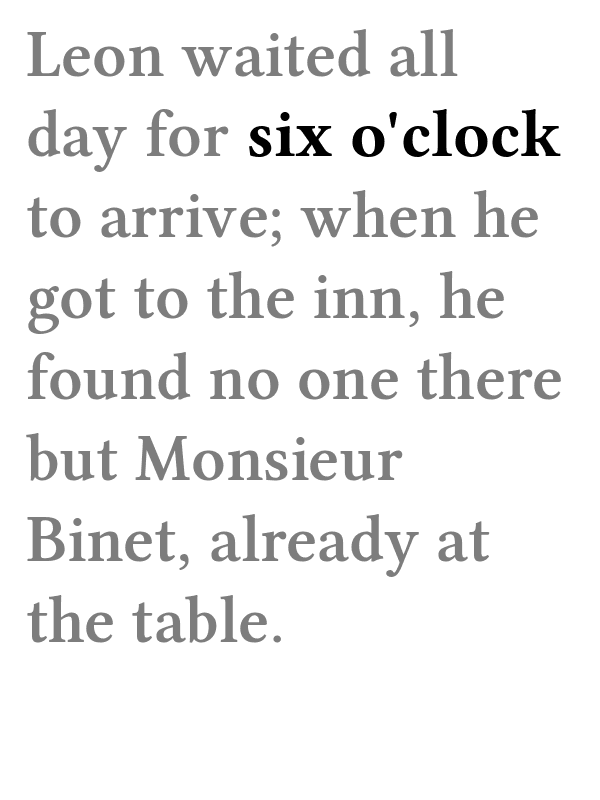 Leon waited all
day for six o'clock
to arrive; when he
got to the inn, he
found no one there
but Monsieur
Binet, already at
the table.